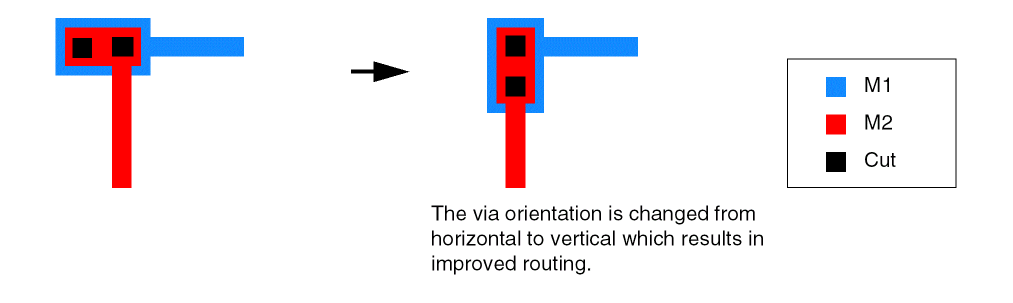 M1
M2
Cut
The via orientation is changed from
horizontal to vertical which results in
improved routing.